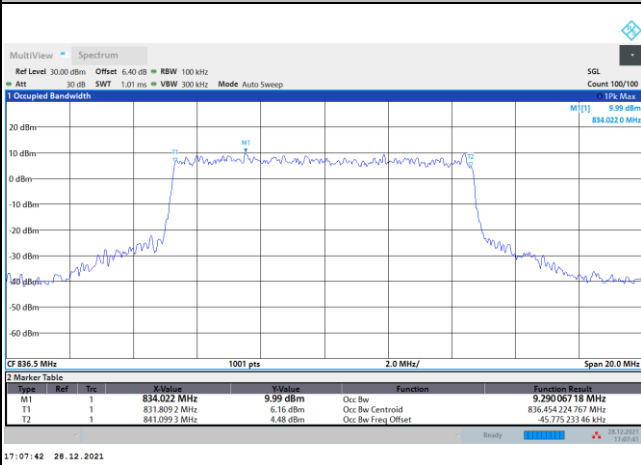 MultiView Spectrum
Ref Level 30.00 dBm Offset 6.40 dB RBW 100 kHz SGL
Att 30 dB SWT 1.01 ms VBW 300 kHz Mode Auto Sweep Count 100/100
1 Occupied Bandwidth 1Pk Max
M1[1] 9.99 dBm
834.022 0 MHz
20 dBm
M1
10 dBm
T1
T2
0 dBm
-10 dBm
-20 dBm
-30 dBm
-40 dBm
-50 dBm
-60 dBm
CF 836.5 MHz 1001 pts 2.0 MHz/ Span 20.0 MHz
2 Marker Table
Type Ref Trc X-Value Y-Value Function Function Result
M1 1 834.022 MHz 9.99 dBm Occ Bw 9.290 067 18 MHz
T1 1 831.809 2 MHz 6.16 dBm Occ Bw Centroid 836.454 224 767 MHz
T2 1 841.099 3 MHz 4.48 dBm Occ Bw Freq Offset -45.775 233 46 kHz
Ready 28.12.2021
17:07:41
17:07:42 28.12.2021